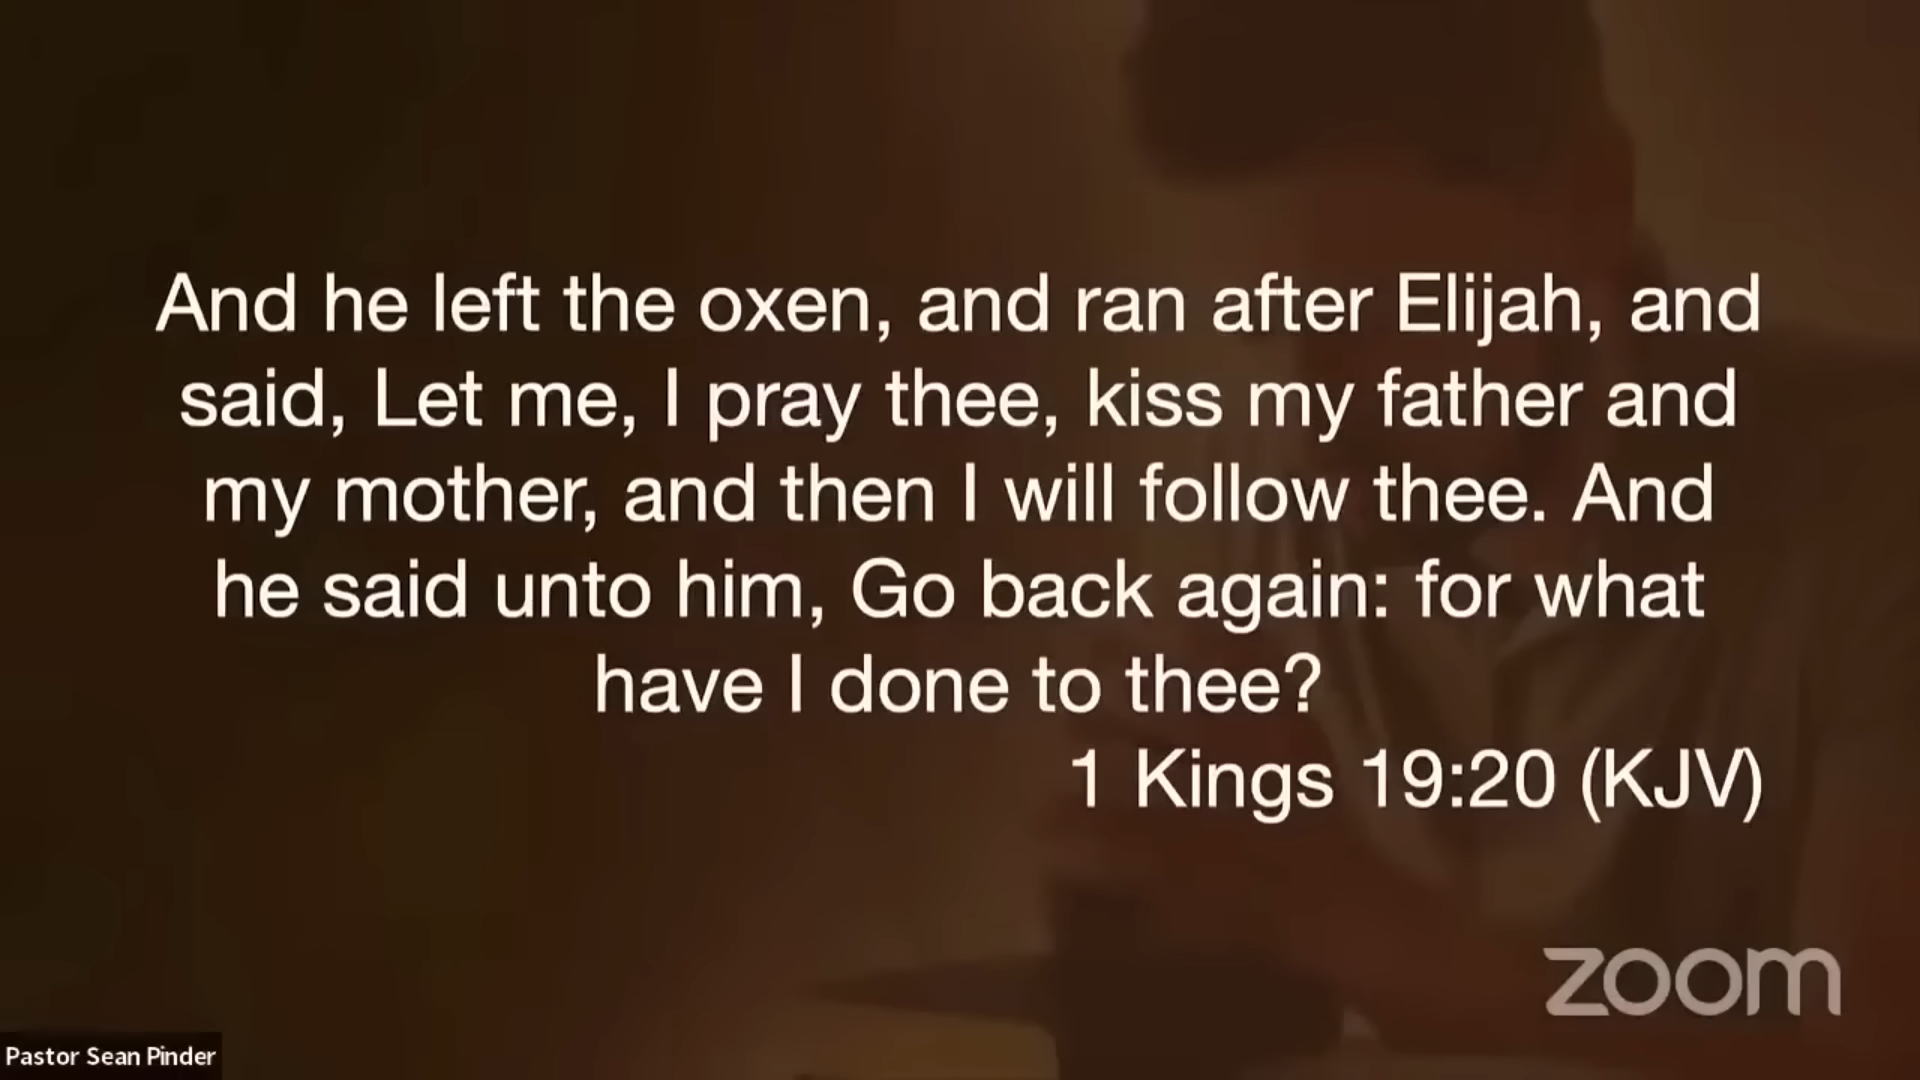 And he left the oxen, and ran after Elijah, and
said, Let me, I pray thee, kiss my father and
my mother, and then I will follow thee. And
he said unto him, Go back again: for what
have I done to thee?
1 Kings 19:20 (KJV)
zoom
Pastor Sean Pinder